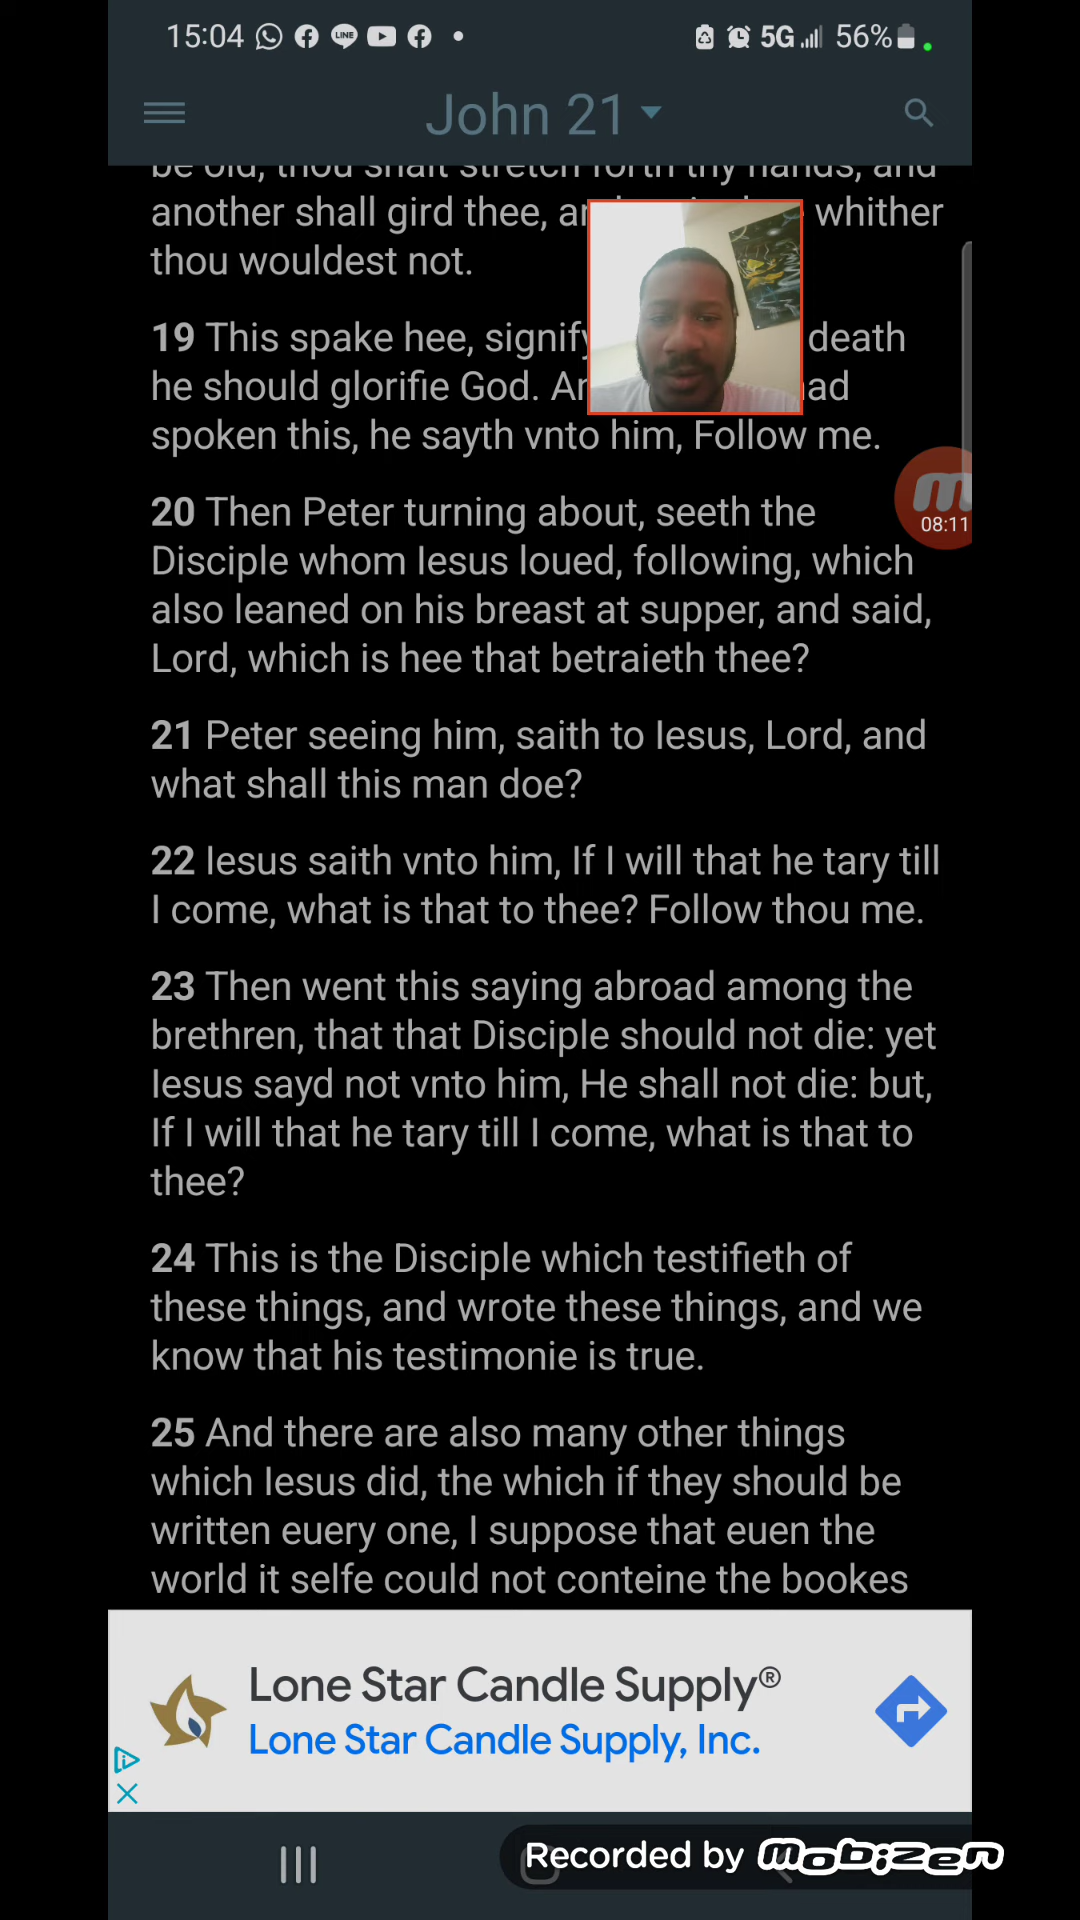 15:04
5G 56%
John 21
be old, thou shalt stretch forth thy hands, and
another shall gird thee, whither
thou wouldest not.
19 This spake hee, death
he should glorifie God.
spoken this, he sayth vnto him, Follow me.
20 Then Peter turning about, seeth the
Disciple whom Iesus loued, following, which
also leaned on his breast at supper, and said,
Lord, which is hee that betraieth thee?
21 Peter seeing him, saith to Iesus, Lord, and
what shall this man doe?
22 Iesus saith vnto him, If I will that he tary till
I come, what is that to thee? Follow thou me.
23 Then went this saying abroad among the
brethren, that that Disciple should not die: yet
Iesus sayd not vnto him, He shall not die: but,
If I will that he tary till I come, what is that to
thee?
24 This is the Disciple which testifieth of
these things, and wrote these things, and we
know that his testimonie is true.
25 And there are also many other things
which Iesus did, the which if they should be
written euery one, I suppose that euen the
world it selfe could not conteine the bookes
08:11
Lone Star Candle Supply®
Lone Star Candle Supply, Inc.
Recorded by mobizen